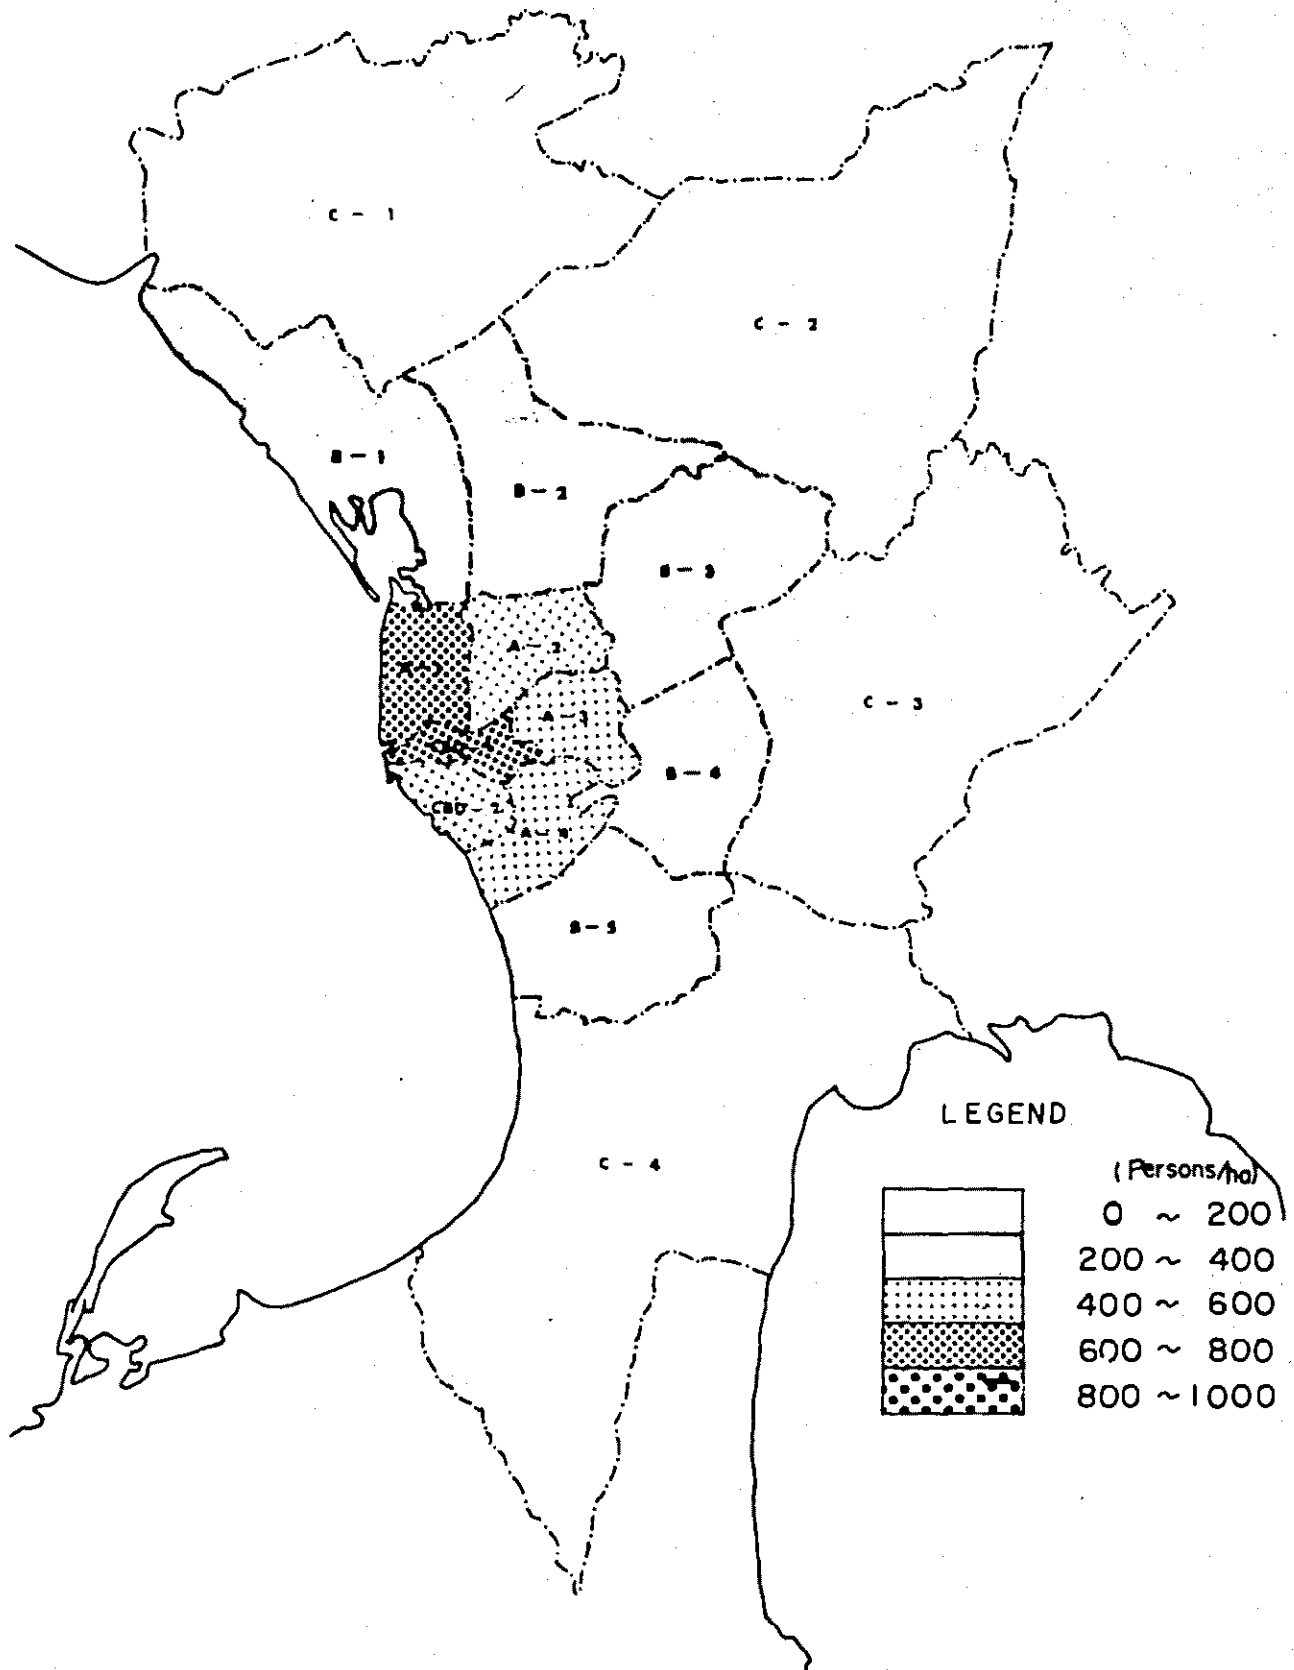 C - 1
C - 2
B - 1
B - 2
B - 3
A - 2
A - 3
C - 3
B - 4
CBD - 2
A - 4
B - 5
C - 4
LEGEND
(Persons/ha)
0 ~ 200
200 ~ 400
400 ~ 600
600 ~ 800
800 ~ 1000